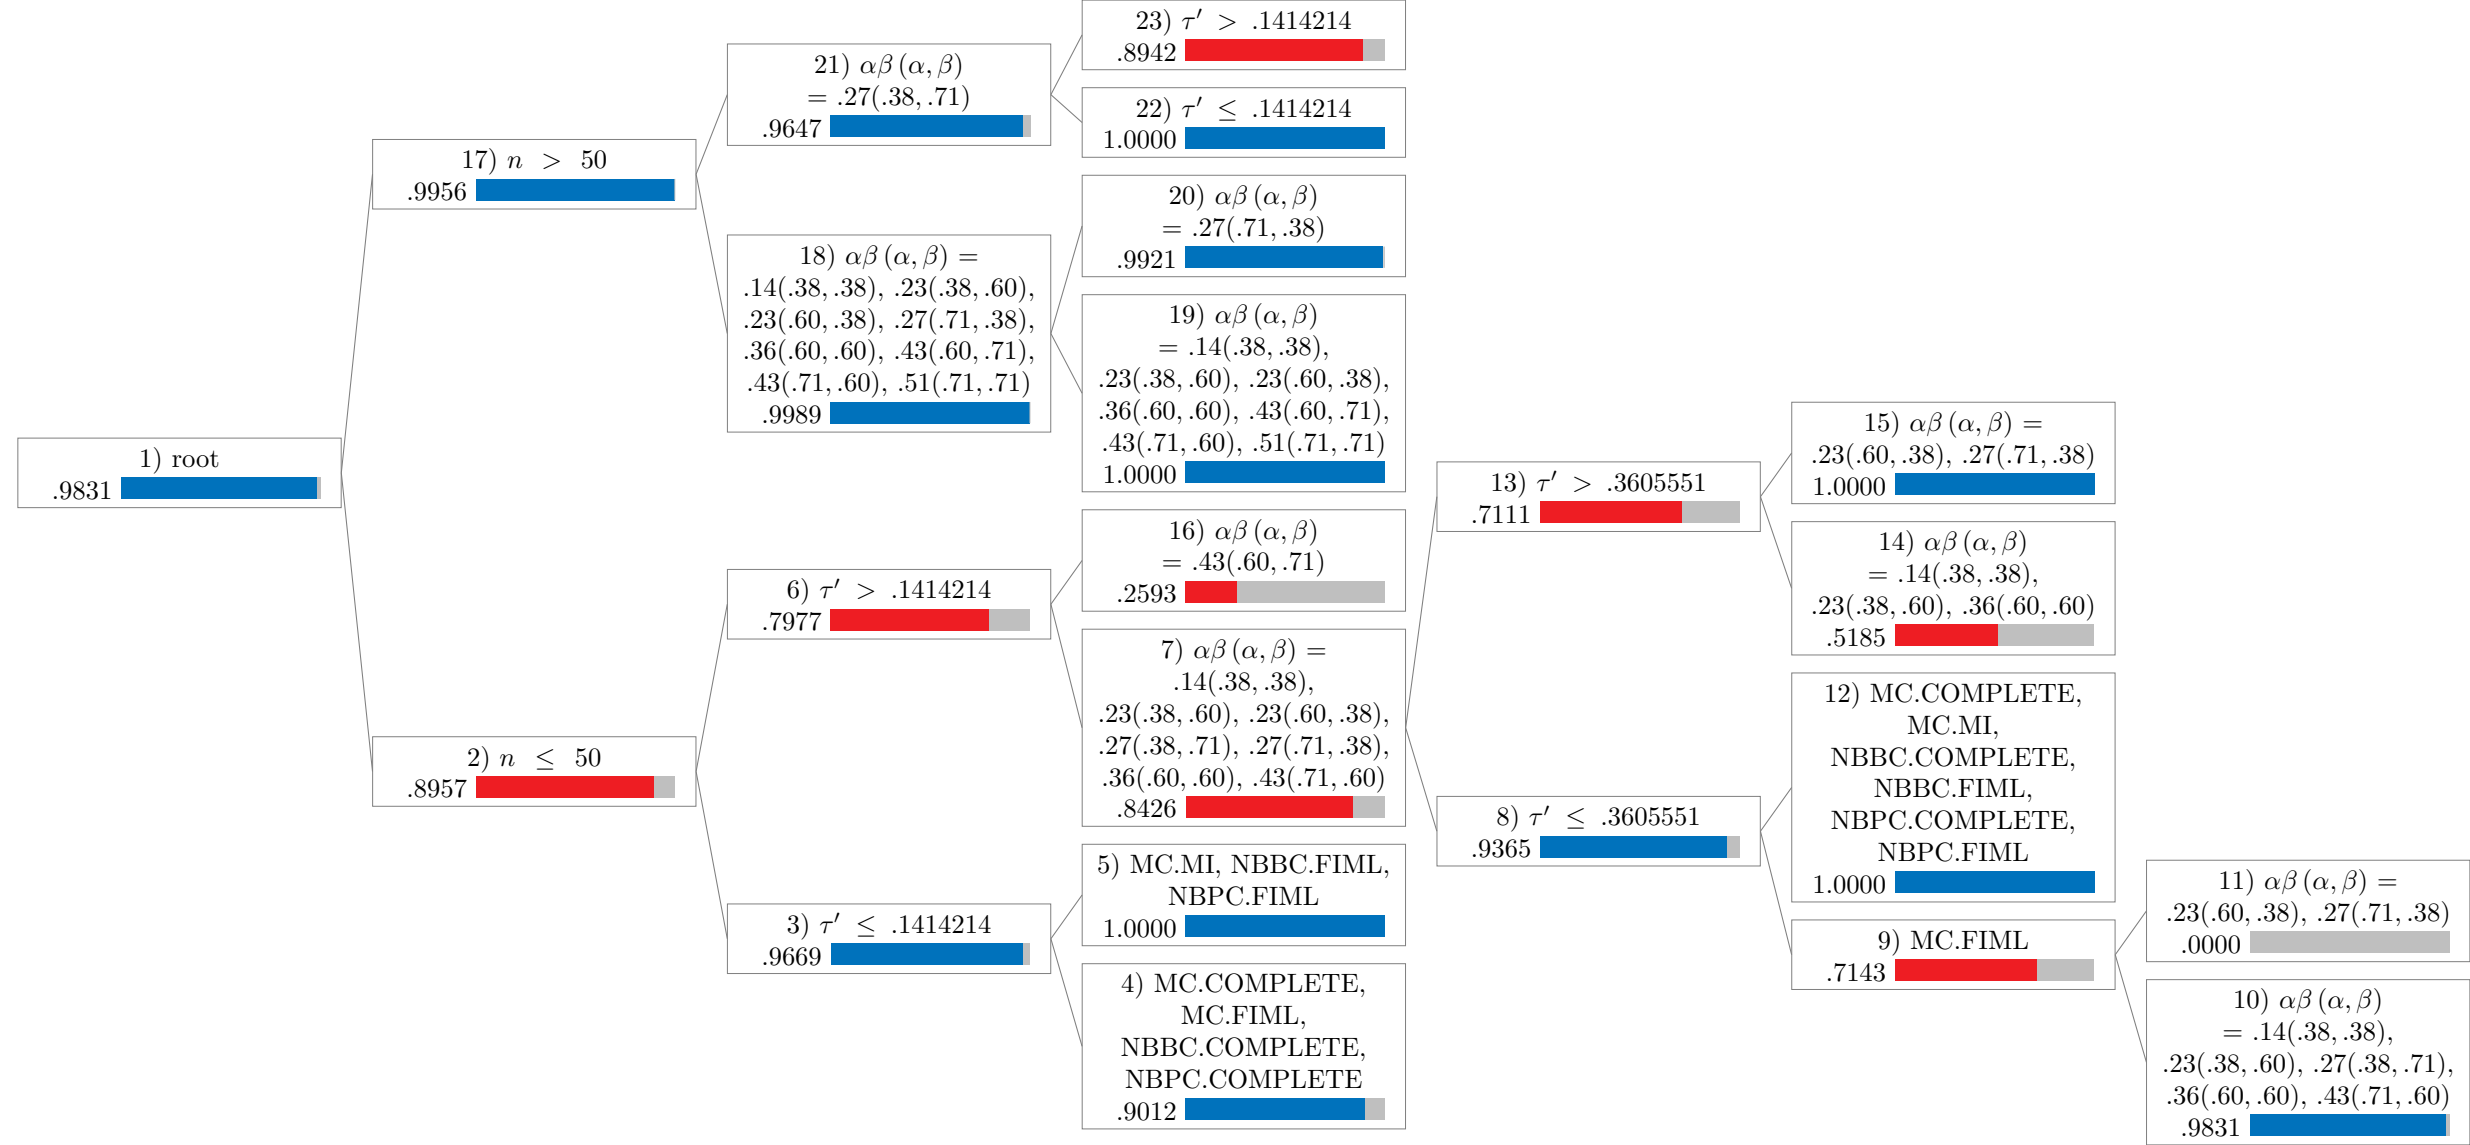 1) root
.9831
17) n > 50
.9956
2) n ≤ 50
.8957
21) αβ (α, β)
= .27(.38, .71)
.9647
18) αβ (α, β) =
.14(.38, .38), .23(.38, .60),
.23(.60, .38), .27(.71, .38),
.36(.60, .60), .43(.60, .71),
.43(.71, .60), .51(.71, .71)
.9989
6) τ′ > .1414214
.7977
3) τ′ ≤ .1414214
.9669
23) τ′ > .1414214
.8942
22) τ′ ≤ .1414214
1.0000
20) αβ (α, β)
= .27(.71, .38)
.9921
19) αβ (α, β)
= .14(.38, .38),
.23(.38, .60), .23(.60, .38),
.36(.60, .60), .43(.60, .71),
.43(.71, .60), .51(.71, .71)
1.0000
16) αβ (α, β)
= .43(.60, .71)
.2593
7) αβ (α, β) =
.14(.38, .38),
.23(.38, .60), .23(.60, .38),
.27(.38, .71), .27(.71, .38),
.36(.60, .60), .43(.71, .60)
.8426
5) MC.MI, NBBC.FIML,
NBPC.FIML
1.0000
4) MC.COMPLETE,
MC.FIML,
NBBC.COMPLETE,
NBPC.COMPLETE
.9012
13) τ′ > .3605551
.7111
8) τ′ ≤ .3605551
.9365
15) αβ (α, β) =
.23(.60, .38), .27(.71, .38)
1.0000
14) αβ (α, β)
= .14(.38, .38),
.23(.38, .60), .36(.60, .60)
.5185
12) MC.COMPLETE,
MC.MI,
NBBC.COMPLETE,
NBBC.FIML,
NBPC.COMPLETE,
NBPC.FIML
1.0000
9) MC.FIML
.7143
11) αβ (α, β) =
.23(.60, .38), .27(.71, .38)
.0000
10) αβ (α, β)
= .14(.38, .38),
.23(.38, .60), .27(.38, .71),
.36(.60, .60), .43(.71, .60)
.9831